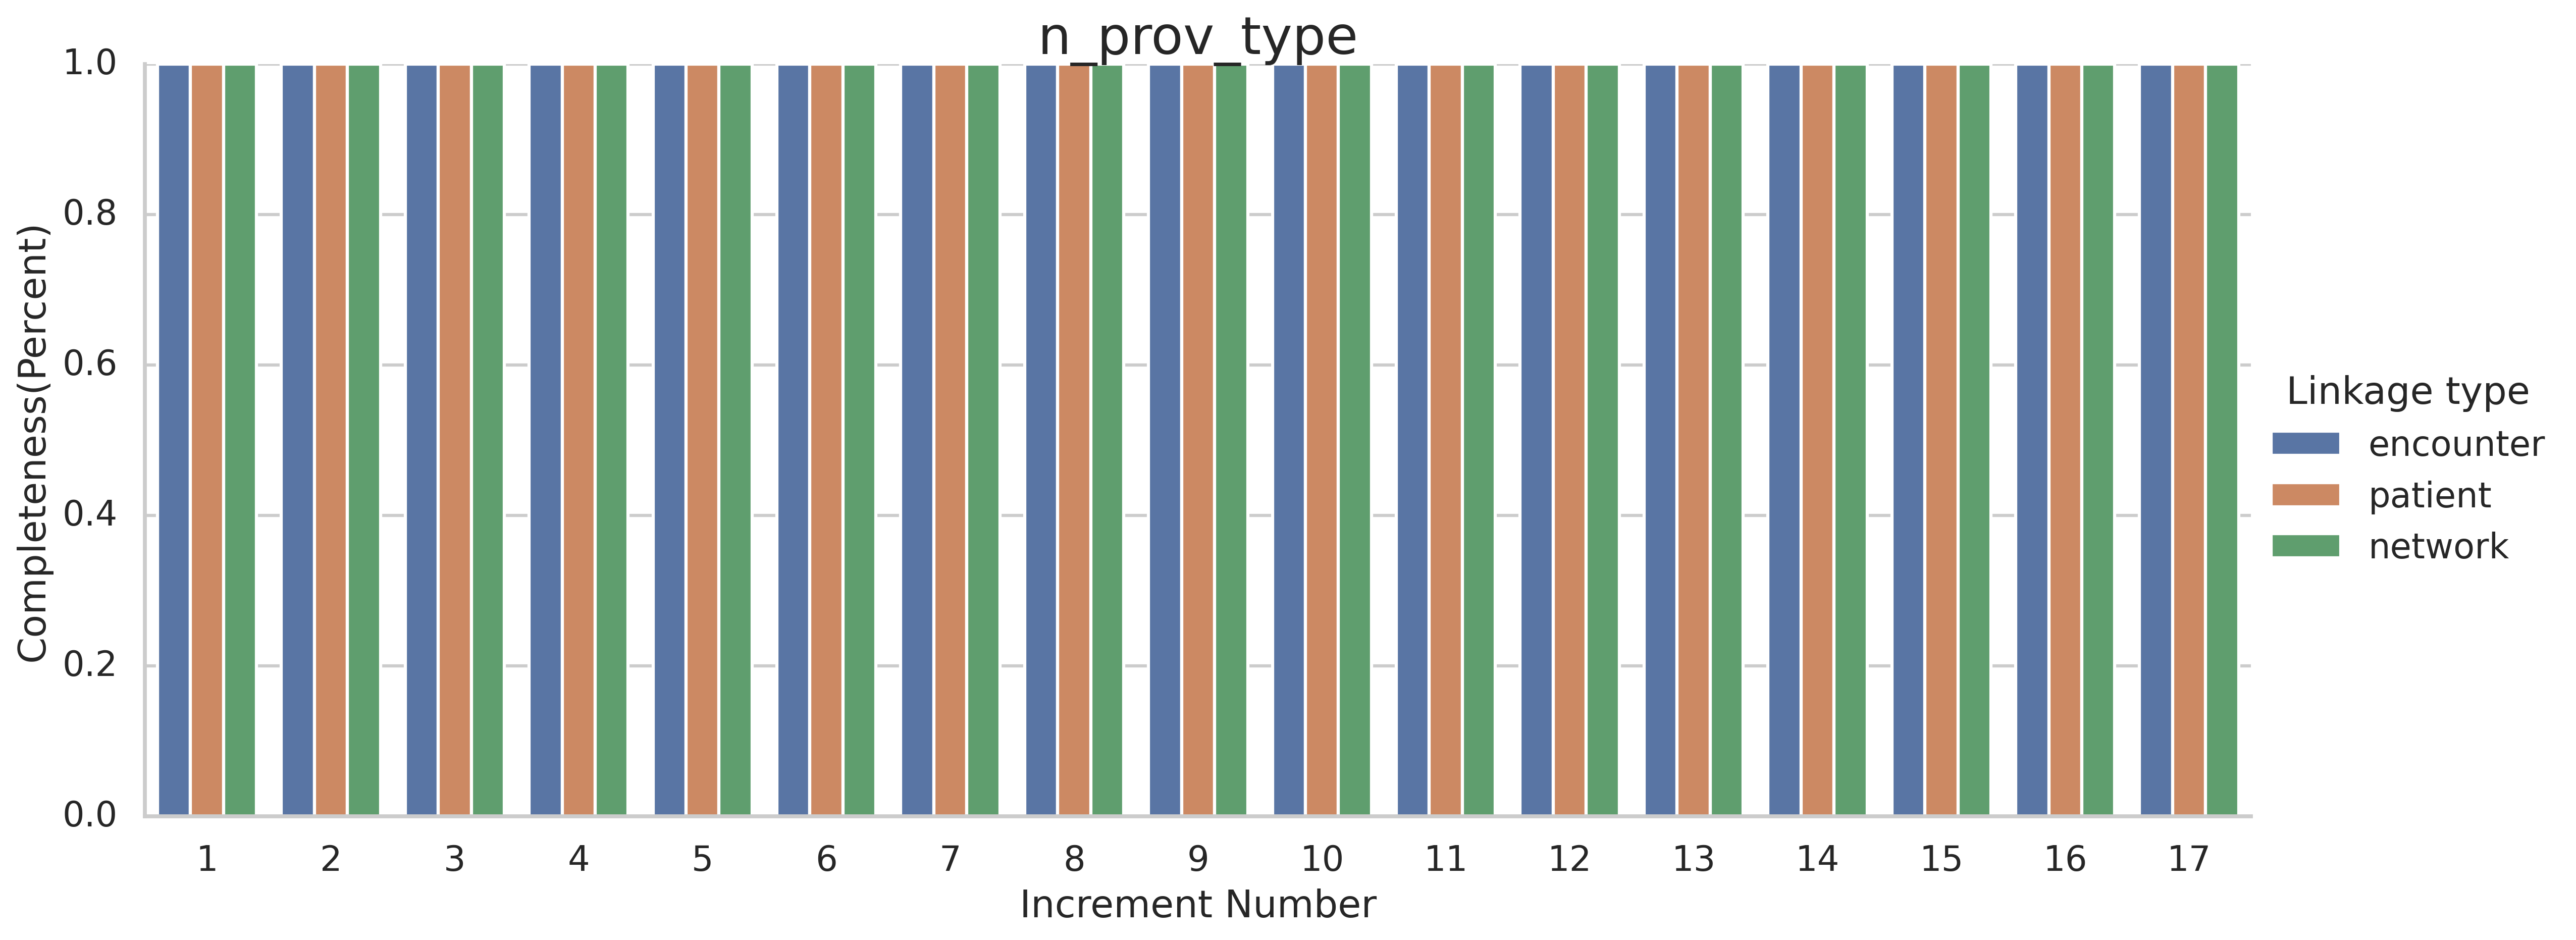 n_prov_type
Completeness(Percent)
1.0
0.8
0.6
0.4
0.2
0.0
1 2 3 4 5 6 7 8 9 10 11 12 13 14 15 16 17
Increment Number
Linkage type
encounter
patient
network